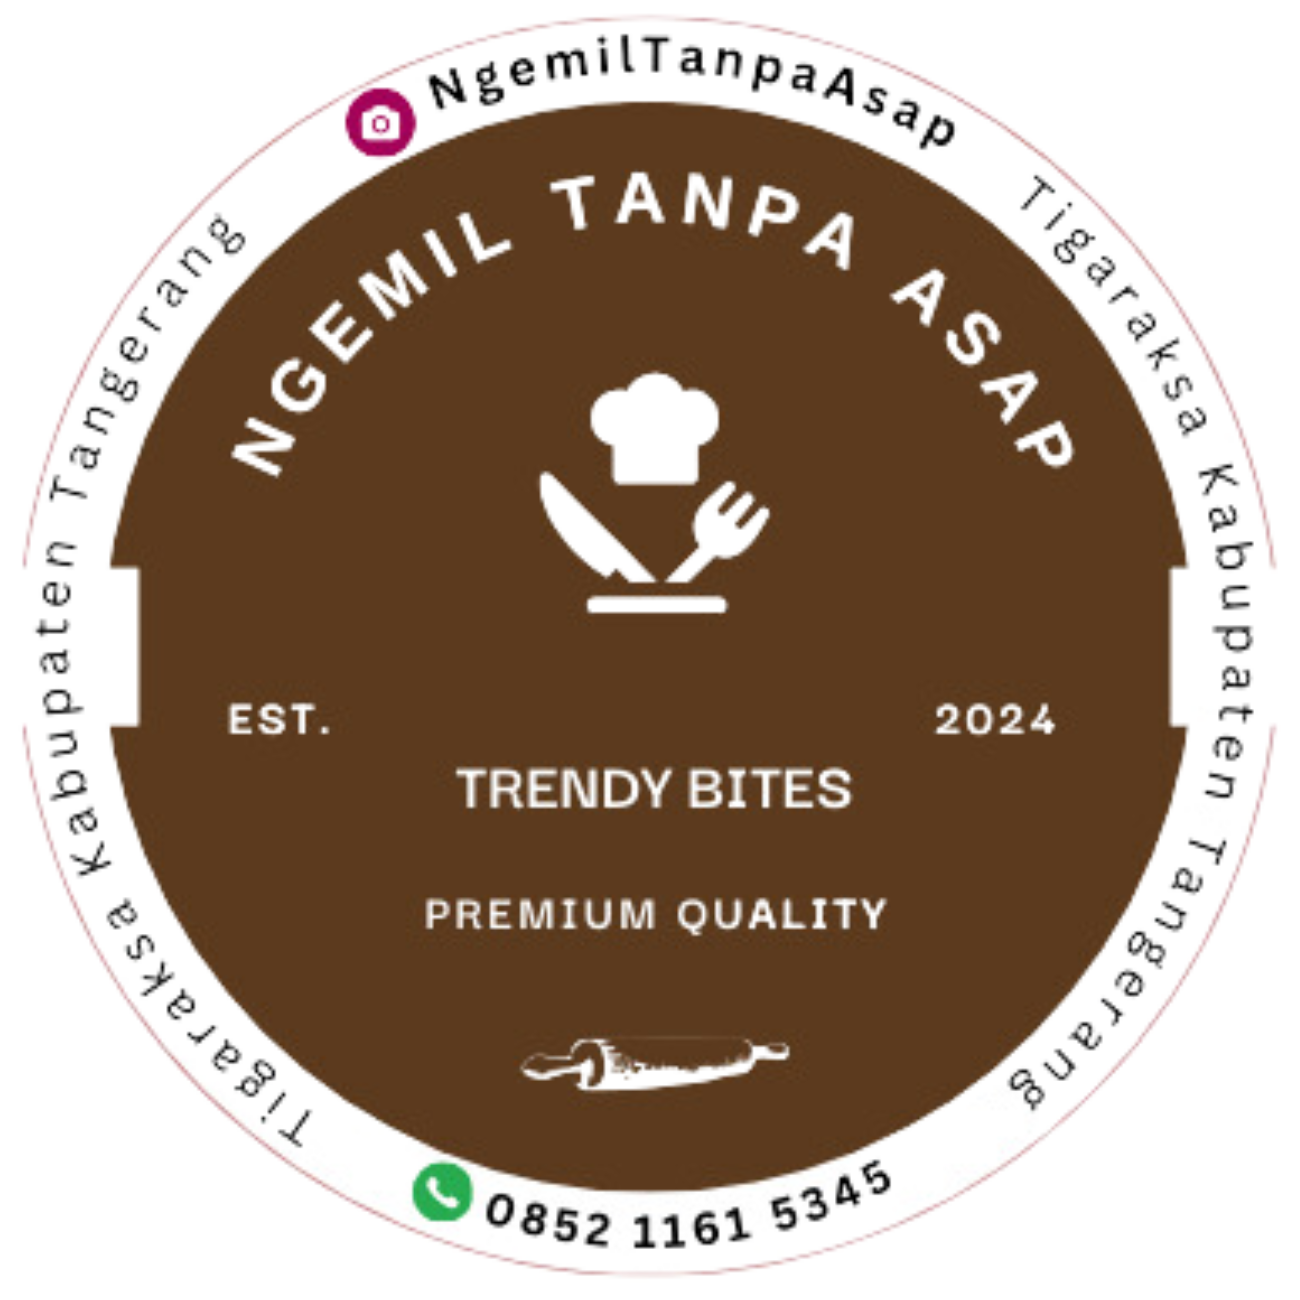 NgemilTanpaAsap
Tigaraksa Kabupaten Tangerang
Tigaraksa Kabupaten Tangerang
NGEMIL TANPA ASAP
EST. 2024
TRENDY BITES
PREMIUM QUALITY
0852 1161 5345